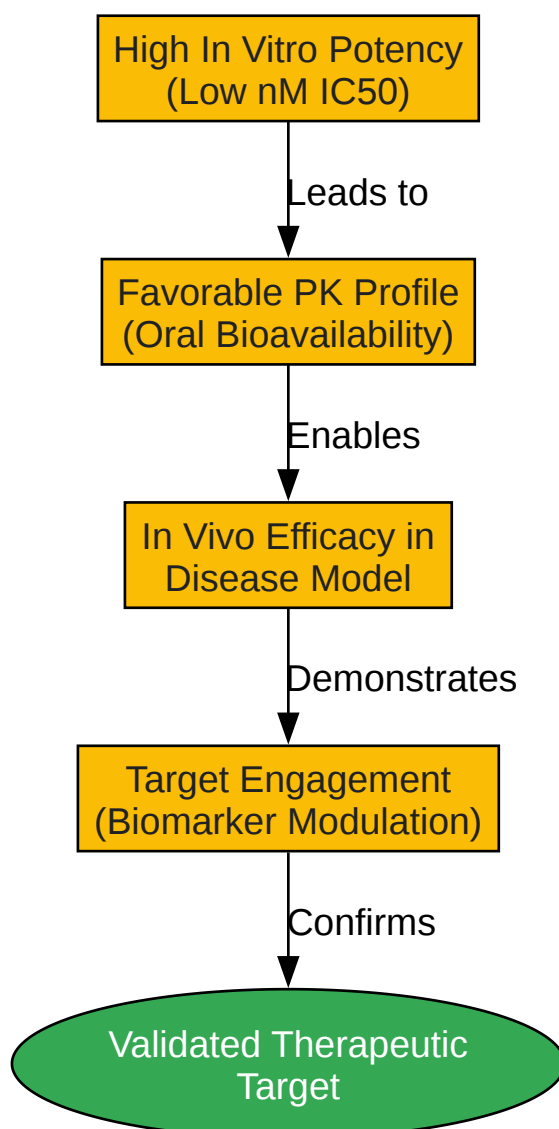 High In Vitro Potency
(Low nM IC50)
Leads to
Favorable PK Profile
(Oral Bioavailability)
Enables
In Vivo Efficacy in
Disease Model
Demonstrates
Target Engagement
(Biomarker Modulation)
Confirms
Validated Therapeutic
Target